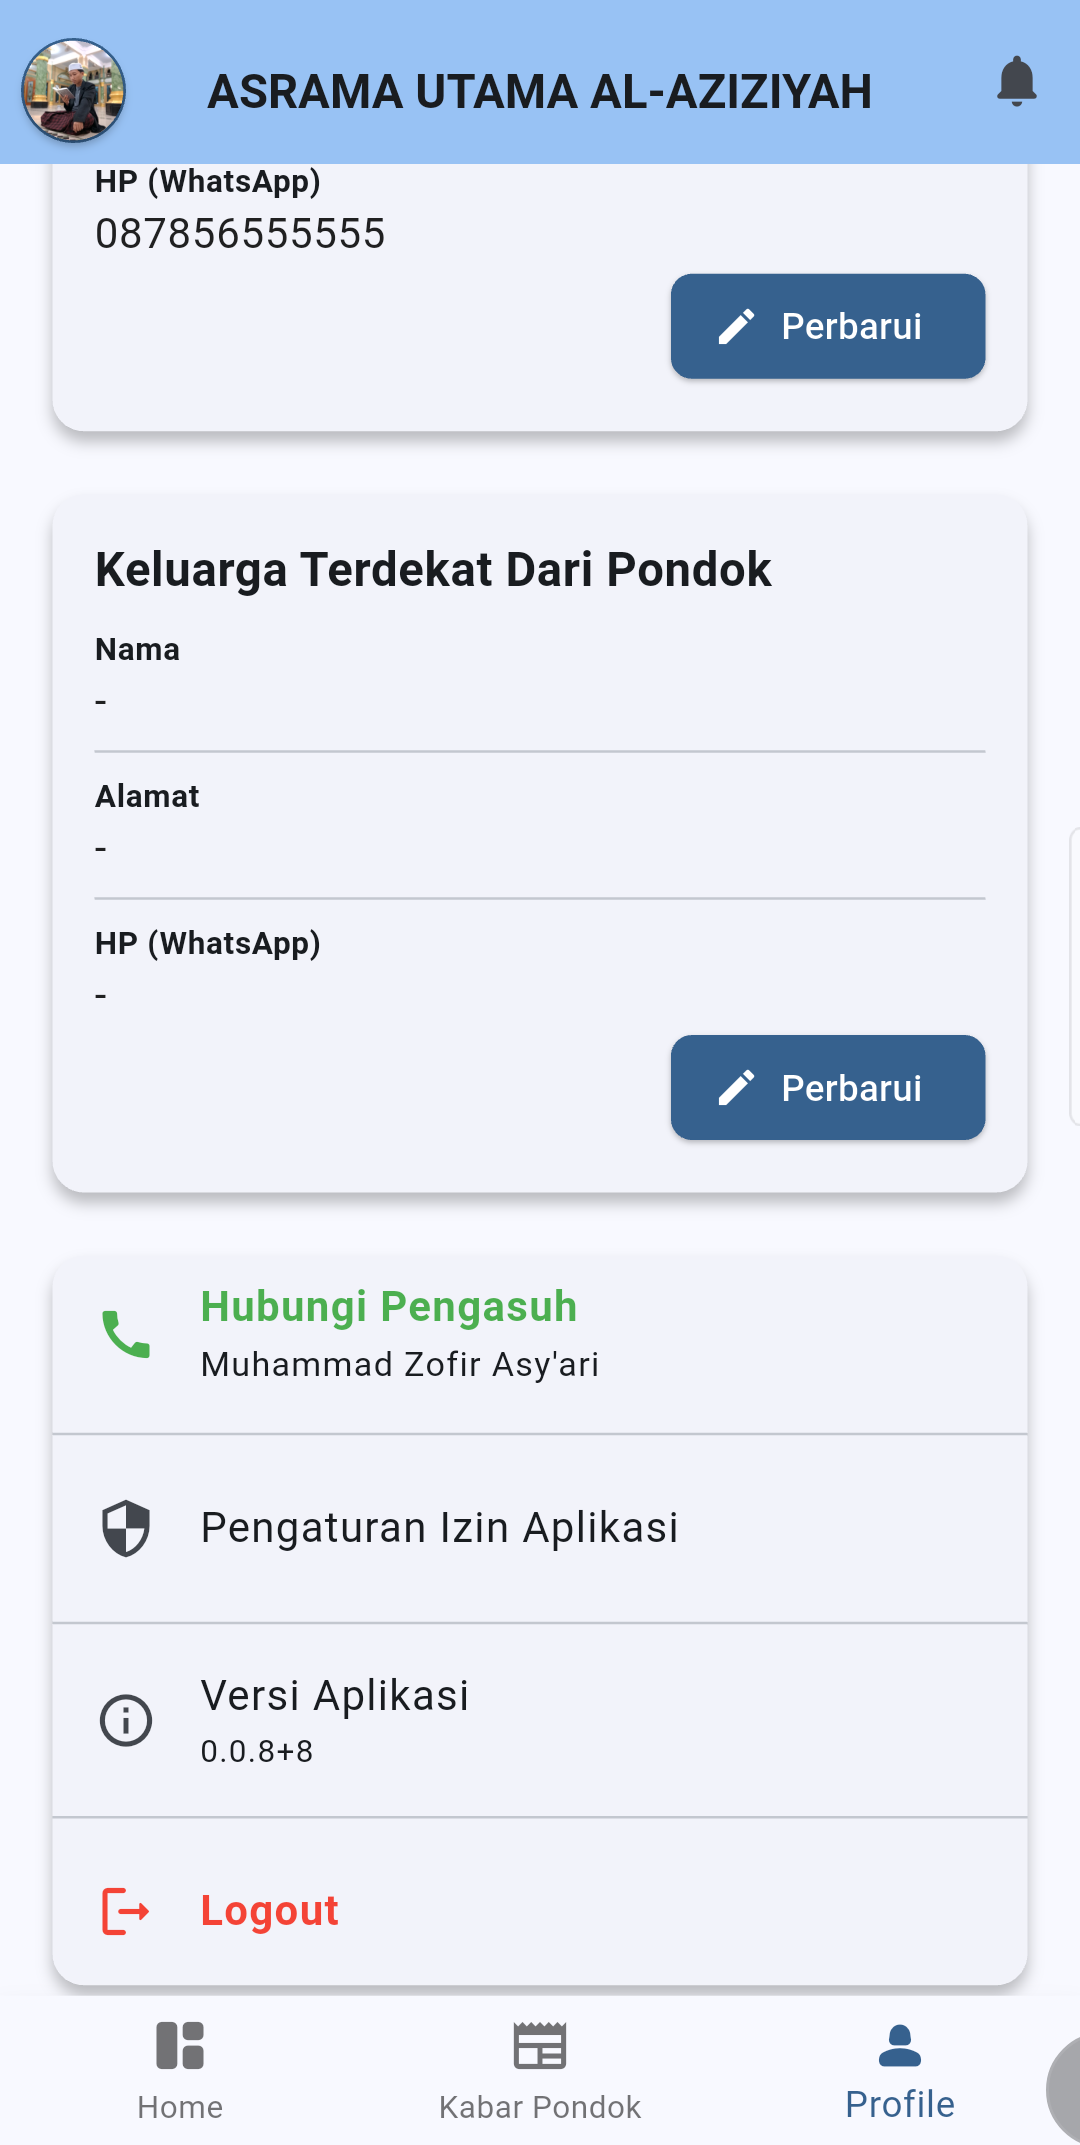 ASRAMA UTAMA AL-AZIZIYAH
HP (WhatsApp)
087856555555
Perbarui
Keluarga Terdekat Dari Pondok
Nama
-
Alamat
-
HP (WhatsApp)
-
Perbarui
Hubungi Pengasuh
Muhammad Zofir Asy'ari
Pengaturan Izin Aplikasi
Versi Aplikasi
0.0.8+8
Logout
Home
Kabar Pondok
Profile